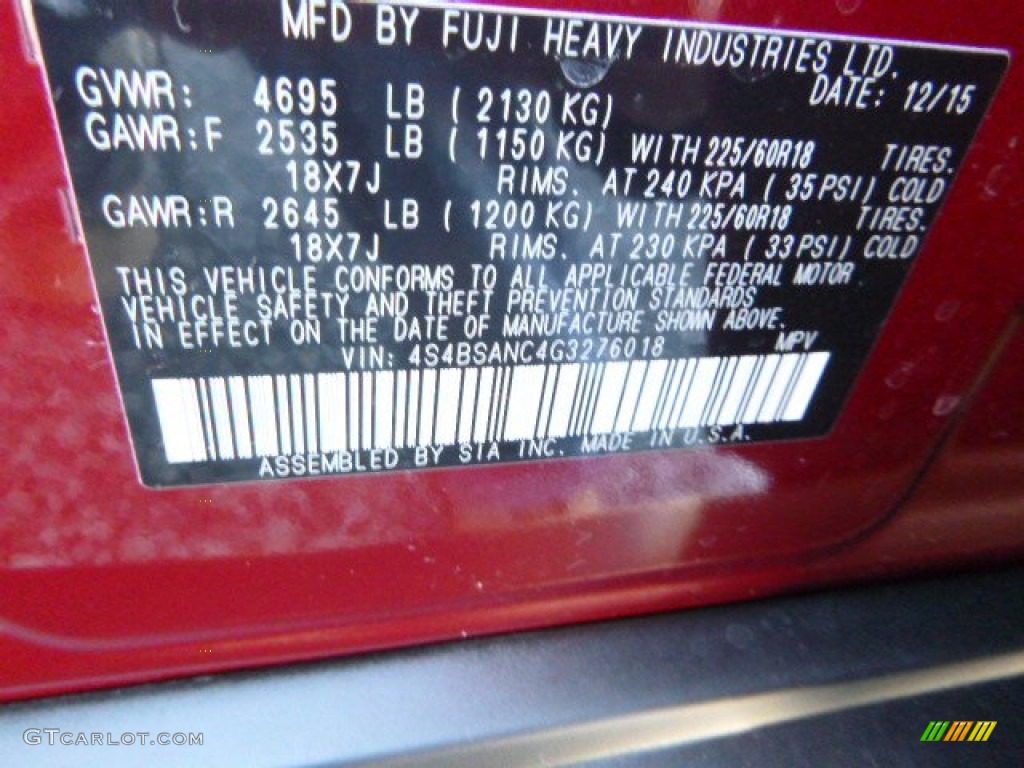 MFD BY FUJI HEAVY INDUSTRIES LTD.
DATE: 12/15
GVWR: 4695 LB (2130 KG)
GAWR:F 2535 LB (1150 KG) WITH 225/60R18 TIRES.
18X7J RIMS. AT 240 KPA (35 PSI) COLD
GAWR:R 2645 LB (1200 KG) WITH 225/60R18 TIRES.
18X7J RIMS. AT 230 KPA (33 PSI) COLD
THIS VEHICLE CONFORMS TO ALL APPLICABLE FEDERAL MOTOR
VEHICLE SAFETY AND THEFT PREVENTION STANDARDS
IN EFFECT ON THE DATE OF MANUFACTURE SHOWN ABOVE.
VIN: 4S4BSANC4G3276018 MPV
ASSEMBLED BY SIA INC. MADE IN U.S.A.
GTCARLOT.COM